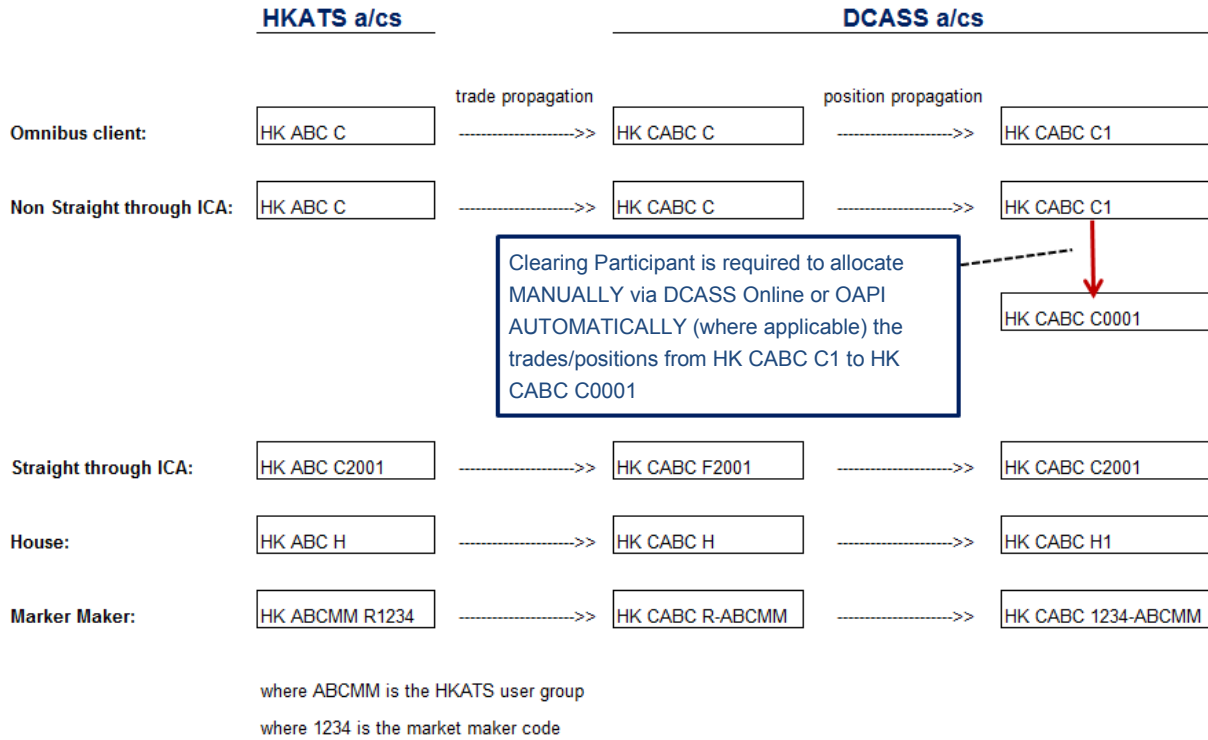 HKATS a/cs DCASS a/cs
trade propagation position propagation
Omnibus client: HK ABC C --------------------->> HK CABC C --------------------->> HK CABC C1
Non Straight through ICA: HK ABC C --------------------->> HK CABC C --------------------->> HK CABC C1
Clearing Participant is required to allocate
MANUALLY via DCASS Online or OAPI
AUTOMATICALLY (where applicable) the
trades/positions from HK CABC C1 to HK
CABC C0001
HK CABC C0001
Straight through ICA: HK ABC C2001 --------------------->> HK CABC F2001 --------------------->> HK CABC C2001
House: HK ABC H --------------------->> HK CABC H --------------------->> HK CABC H1
Marker Maker: HK ABCMM R1234 --------------------->> HK CABC R-ABCMM --------------------->> HK CABC 1234-ABCMM
where ABCMM is the HKATS user group
where 1234 is the market maker code